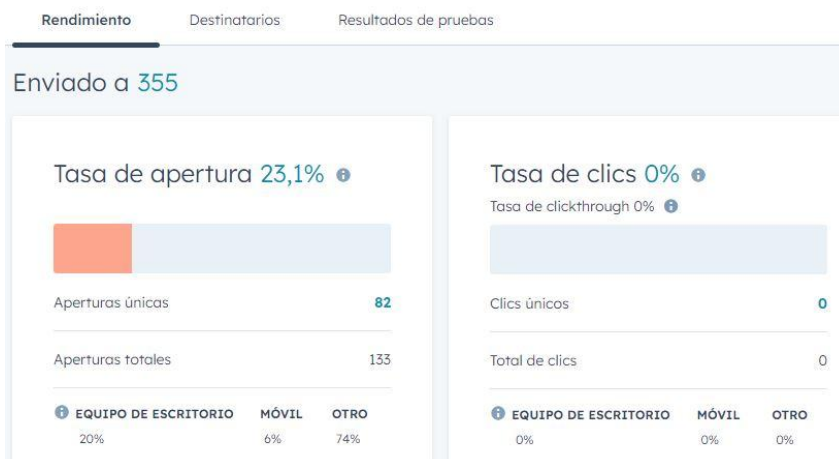 Rendimiento Destinatarios Resultados de pruebas
Enviado a 355
Tasa de apertura 23,1%
Aperturas únicas 82
Aperturas totales 133
EQUIPO DE ESCRITORIO MÓVIL OTRO
20% 6% 74%
Tasa de clics 0%
Tasa de clickthrough 0%
Clics únicos 0
Total de clics 0
EQUIPO DE ESCRITORIO MÓVIL OTRO
0% 0% 0%